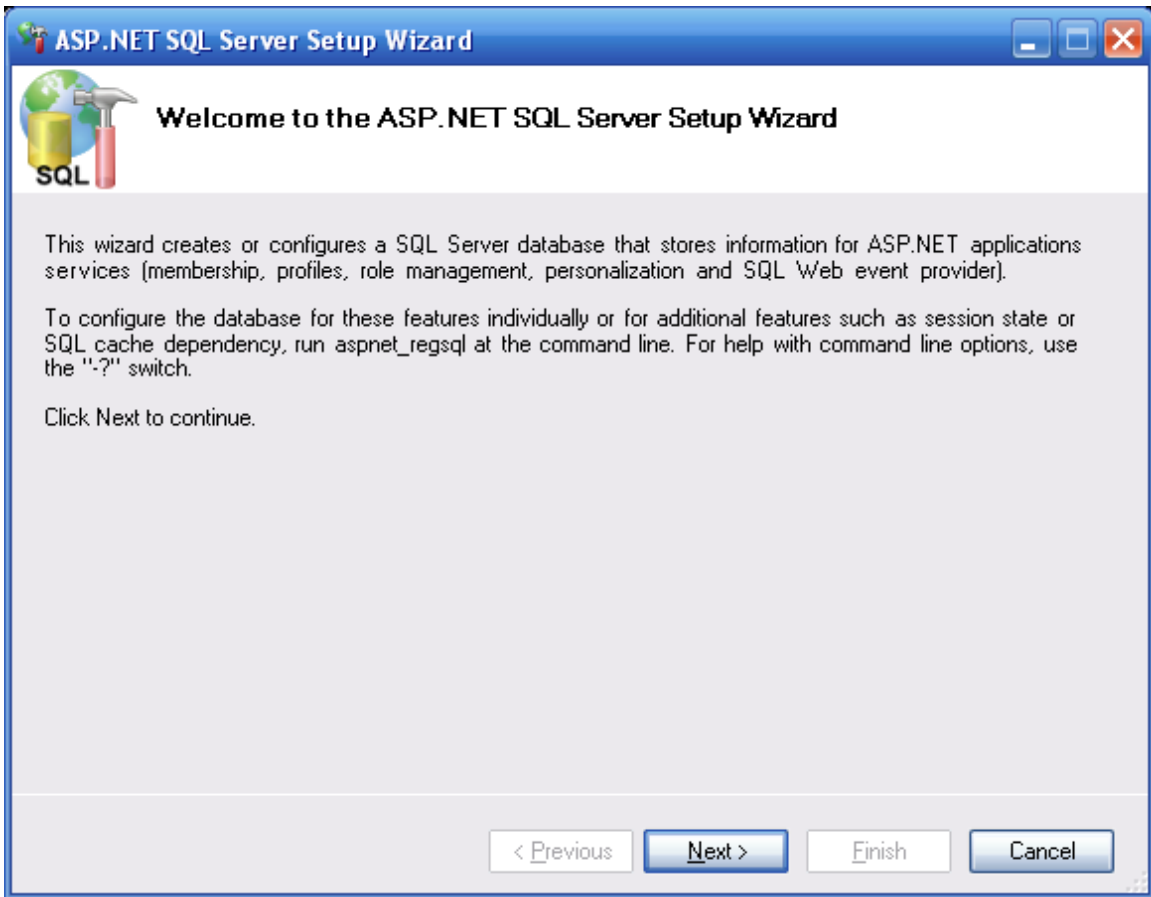 ASP.NET SQL Server Setup Wizard
Welcome to the ASP.NET SQL Server Setup Wizard
SQL
This wizard creates or configures a SQL Server database that stores information for ASP.NET applications
services (membership, profiles, role management, personalization and SQL Web event provider).
To configure the database for these features individually or for additional features such as session state or
SQL cache dependency, run aspnet_regsql at the command line. For help with command line options, use
the "-?" switch.
Click Next to continue.
< Previous Next > Finish Cancel